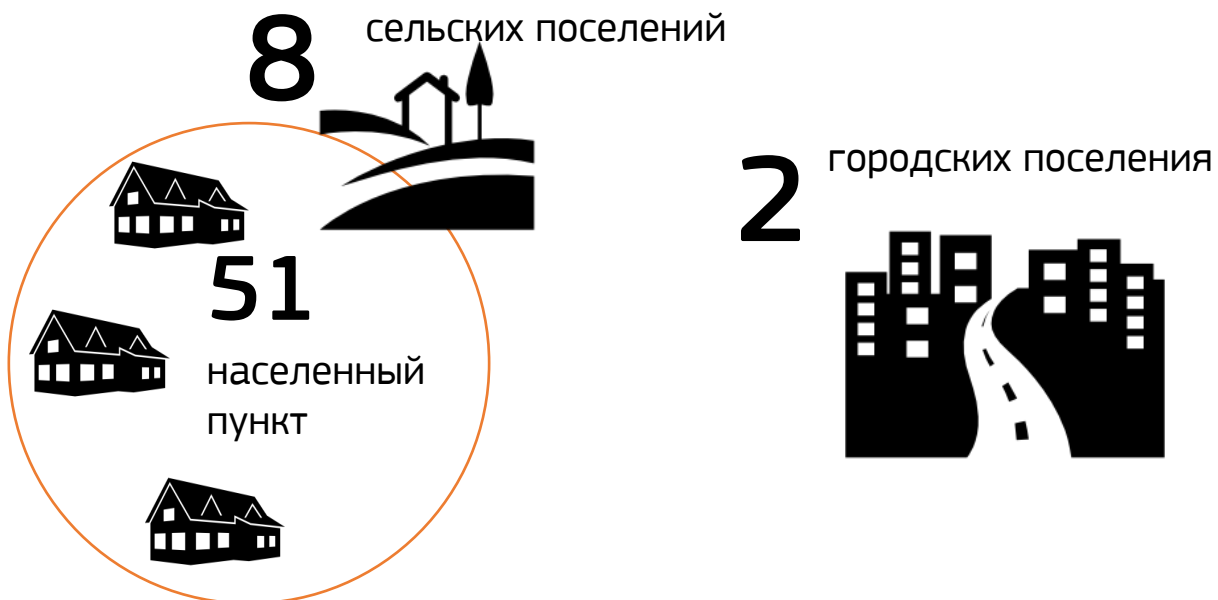 8 сельских поселений
2 городских поселения
51
населенный
пункт